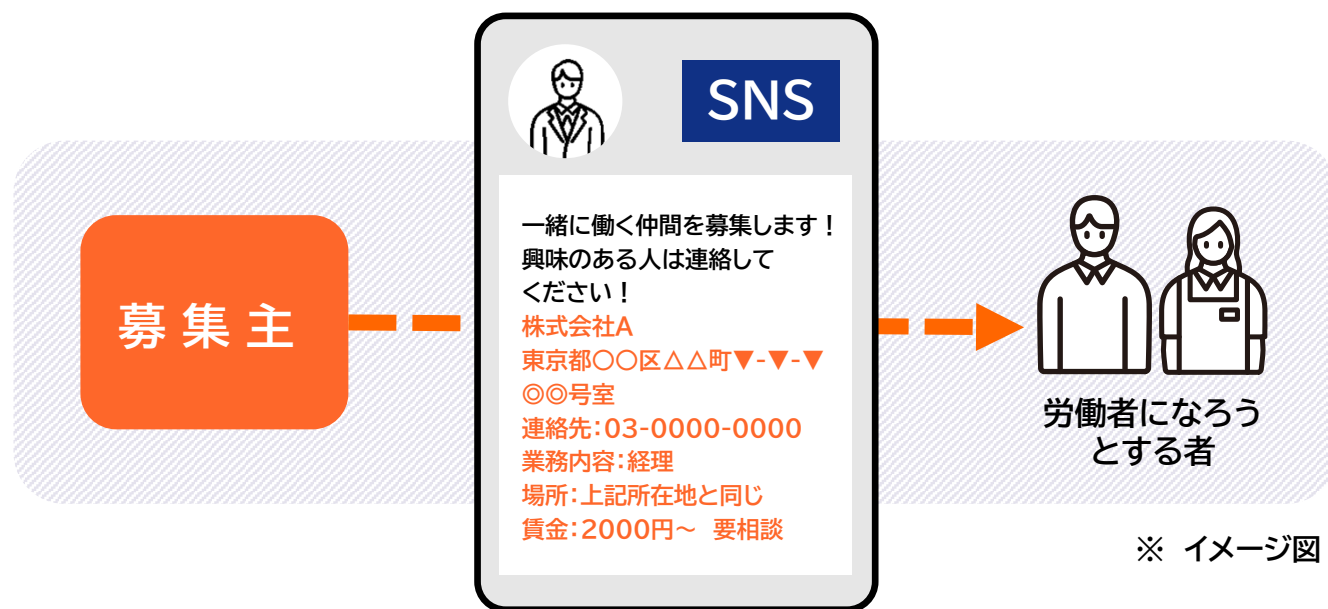 SNS
一緒に働く仲間を募集します！
興味のある人は連絡して
ください！
株式会社A
東京都〇〇区△△町▼-▼-▼
◎◎号室
連絡先：03-0000-0000
業務内容：経理
場所：上記所在地と同じ
賃金：2000円～　要相談
募集主
労働者になろう
とする者
※ イメージ図